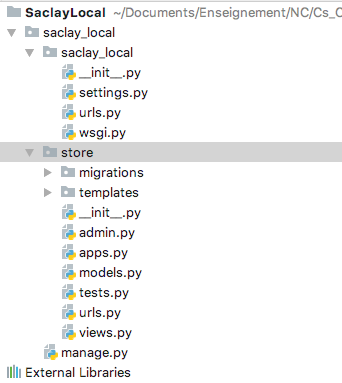 SaclayLocal ~/Documents/Enseignement/NC/Cs_C
saclay_local
saclay_local
__init__.py
settings.py
urls.py
wsgi.py
store
migrations
templates
__init__.py
admin.py
apps.py
models.py
tests.py
urls.py
views.py
manage.py
External Libraries